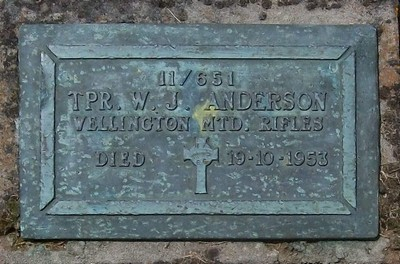 11/651
TPR. W. J. ANDERSON
WELLINGTON MTD. RIFLES
DIED 19-10-1953